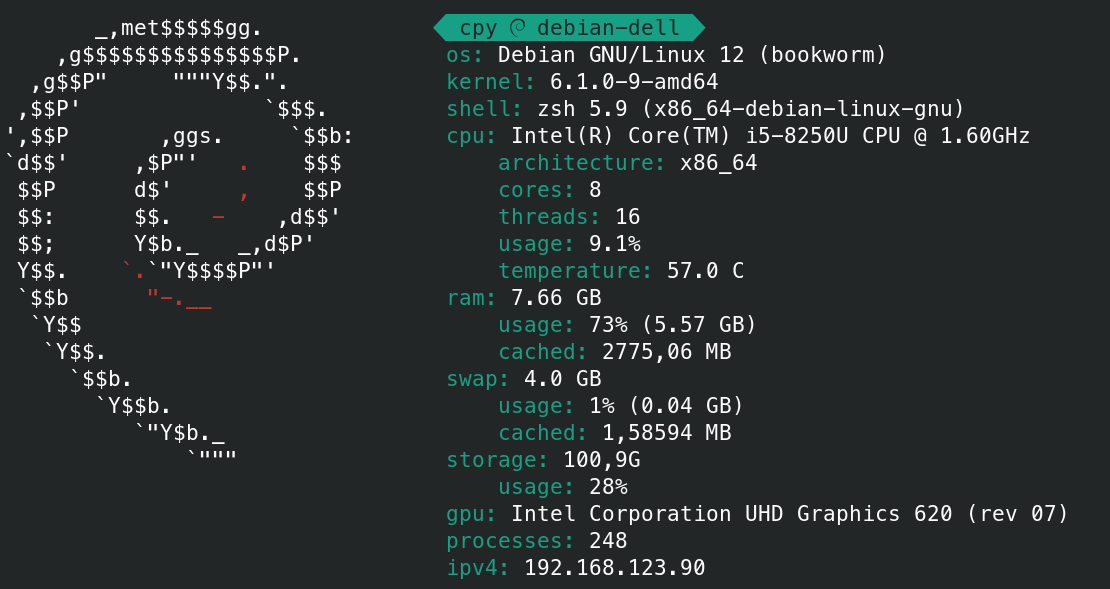 cpy debian-dell
os: Debian GNU/Linux 12 (bookworm)
kernel: 6.1.0-9-amd64
shell: zsh 5.9 (x86_64-debian-linux-gnu)
cpu: Intel(R) Core(TM) i5-8250U CPU @ 1.60GHz
architecture: x86_64
cores: 8
threads: 16
usage: 9.1%
temperature: 57.0 C
ram: 7.66 GB
usage: 73% (5.57 GB)
cached: 2775,06 MB
swap: 4.0 GB
usage: 1% (0.04 GB)
cached: 1,58594 MB
storage: 100,9G
usage: 28%
gpu: Intel Corporation UHD Graphics 620 (rev 07)
processes: 248
ipv4: 192.168.123.90